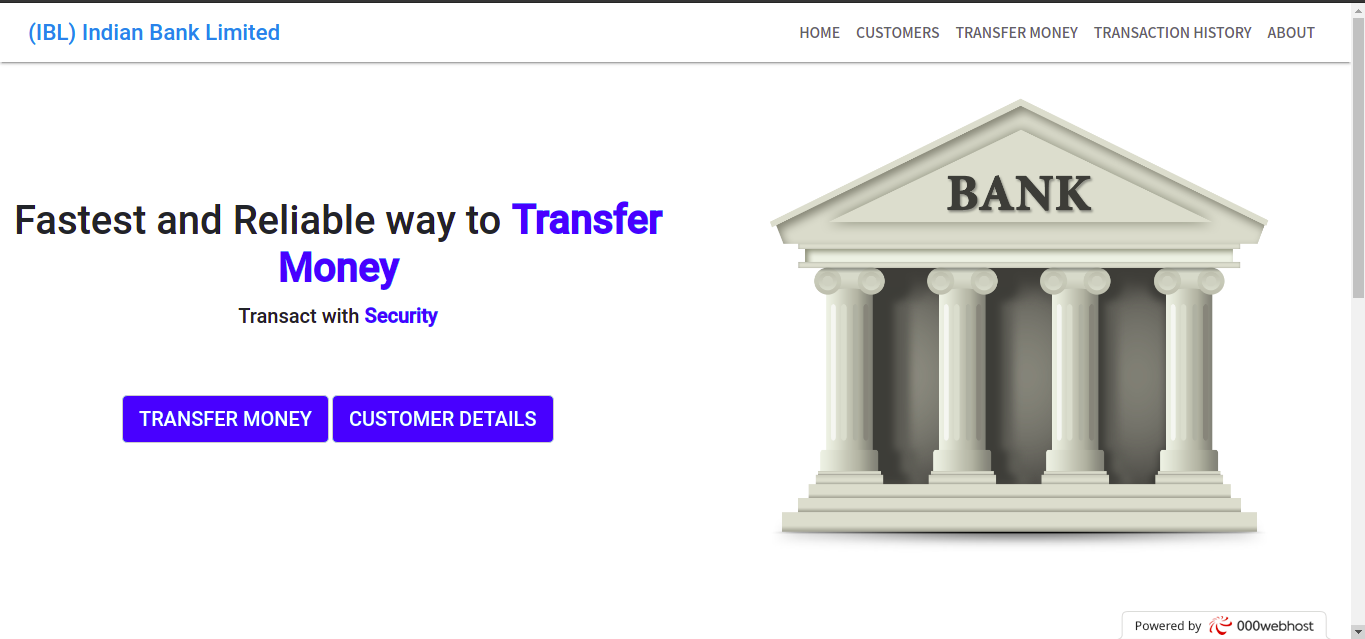 (IBL) Indian Bank Limited
HOME CUSTOMERS TRANSFER MONEY TRANSACTION HISTORY ABOUT
Fastest and Reliable way to Transfer
Money
Transact with Security
TRANSFER MONEY CUSTOMER DETAILS
BANK
Powered by 000webhost